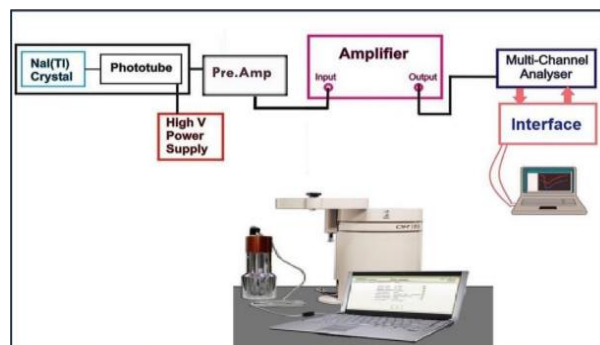 NaI(Tl)
Crystal
Phototube
Pre.Amp
Amplifier
Input
Output
Multi-Channel
Analyser
High V
Power
Supply
Interface